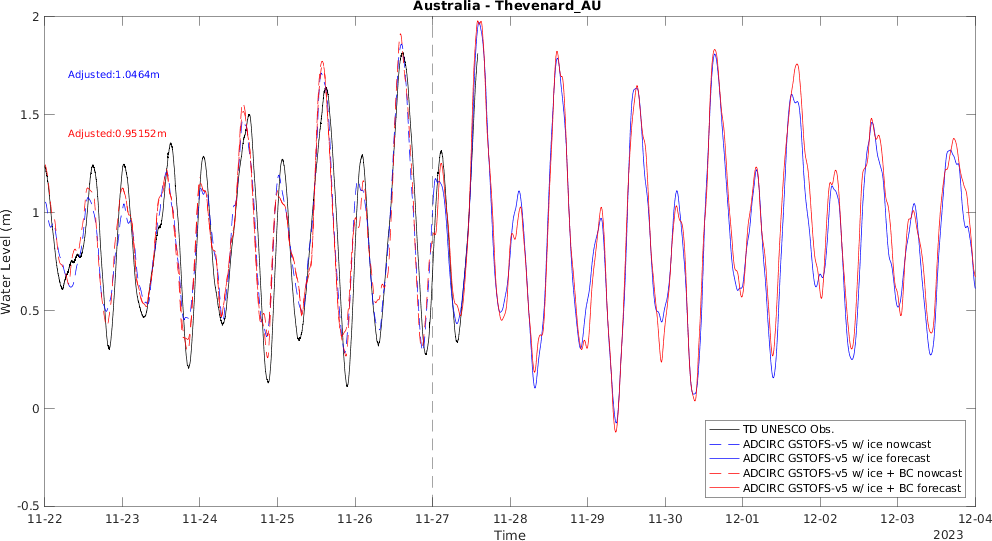 Australia - Thevenard_AU
Water Level (m)
2
1.5
1
0.5
0
-0.5
Adjusted:1.0464m
Adjusted:0.95152m
TD UNESCO Obs.
ADCIRC GSTOFS-v5 w/ ice nowcast
ADCIRC GSTOFS-v5 w/ ice forecast
ADCIRC GSTOFS-v5 w/ ice + BC nowcast
ADCIRC GSTOFS-v5 w/ ice + BC forecast
11-22 11-23 11-24 11-25 11-26 11-27 11-28 11-29 11-30 12-01 12-02 12-03 12-04
Time
2023